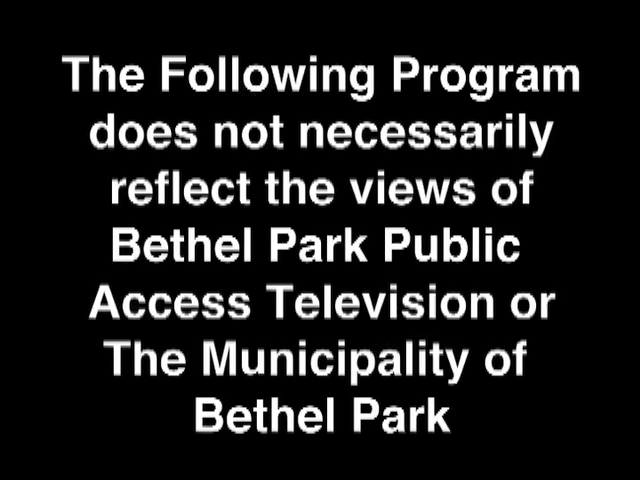 The Following Program
does not necessarily
reflect the views of
Bethel Park Public
Access Television or
The Municipality of
Bethel Park